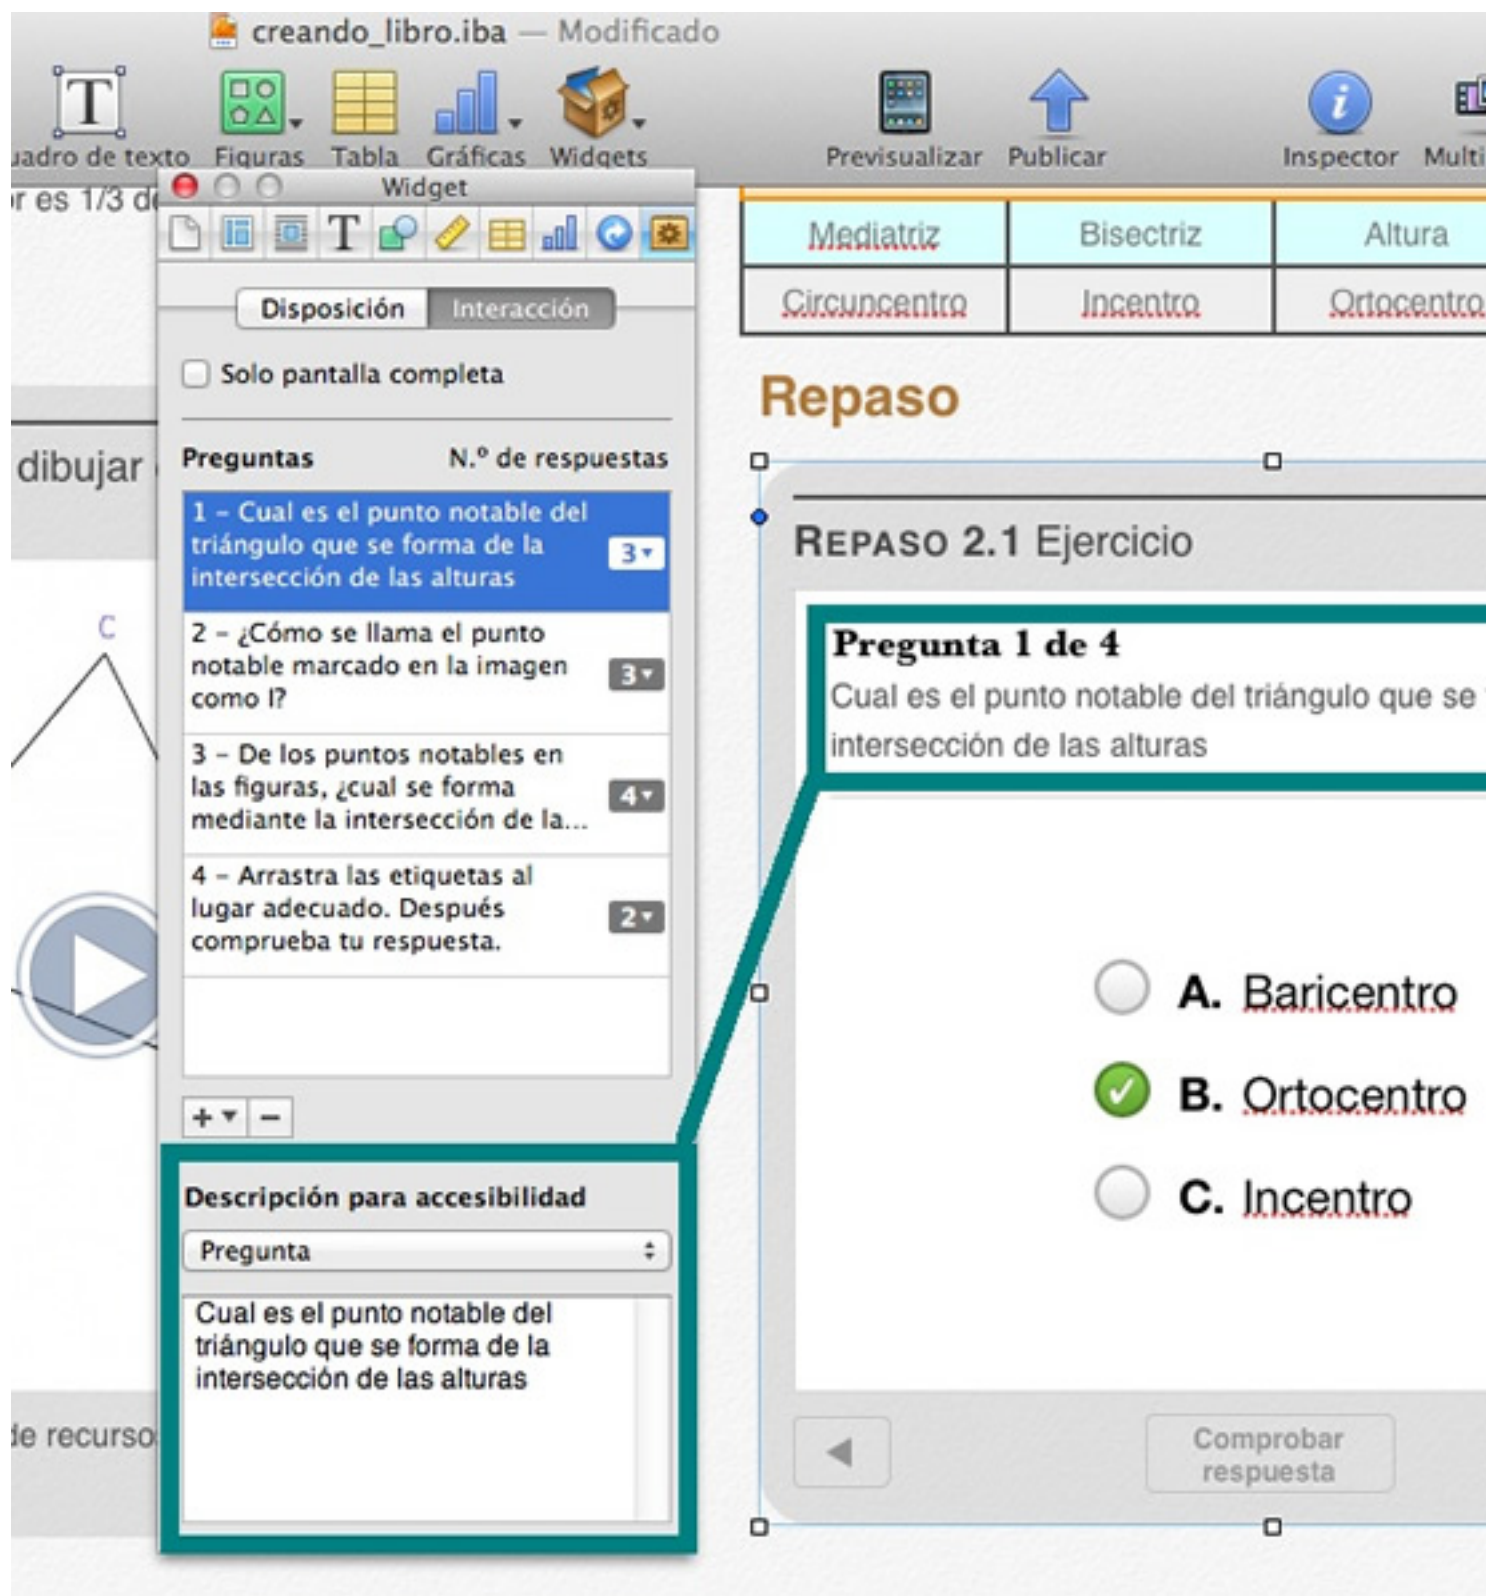 creando_libro.iba — Modificado
uadro de texto Figuras Tabla Gráficas Widgets Previsualizar Publicar Inspector Multi
r es 1/3 d
dibujar
C
de recurso
Widget
T
Disposición Interacción
Solo pantalla completa
Preguntas N.º de respuestas
1 – Cual es el punto notable del
triángulo que se forma de la
intersección de las alturas
3
2 – ¿Cómo se llama el punto
notable marcado en la imagen
como I?
3
3 – De los puntos notables en
las figuras, ¿cual se forma
mediante la intersección de la...
4
4 – Arrastra las etiquetas al
lugar adecuado. Después
comprueba tu respuesta.
2
+ –
Descripción para accesibilidad
Pregunta
Cual es el punto notable del
triángulo que se forma de la
intersección de las alturas
Mediatriz Bisectriz Altura
Circuncentro Incentro Ortocentro
Repaso
REPASO 2.1 Ejercicio
Pregunta 1 de 4
Cual es el punto notable del triángulo que se
intersección de las alturas
A. Baricentro
B. Ortocentro
C. Incentro
Comprobar
respuesta